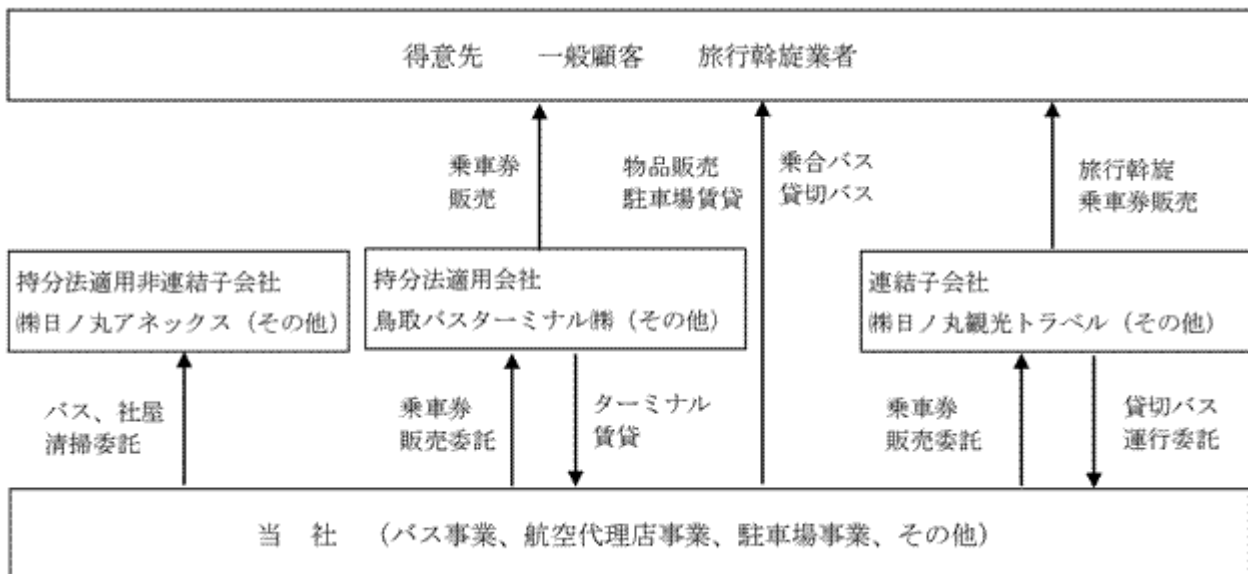 得意先　一般顧客　旅行斡旋業者
乗車券
販売
物品販売
駐車場賃貸
乗合バス
貸切バス
旅行斡旋
乗車券販売
持分法適用非連結子会社
㈱日ノ丸アネックス（その他）
持分法適用会社
鳥取バスターミナル㈱（その他）
連結子会社
㈱日ノ丸観光トラベル（その他）
バス、社屋
清掃委託
乗車券
販売委託
ターミナル
賃貸
乗車券
販売委託
貸切バス
運行委託
当　社　（バス事業、航空代理店事業、駐車場事業、その他）